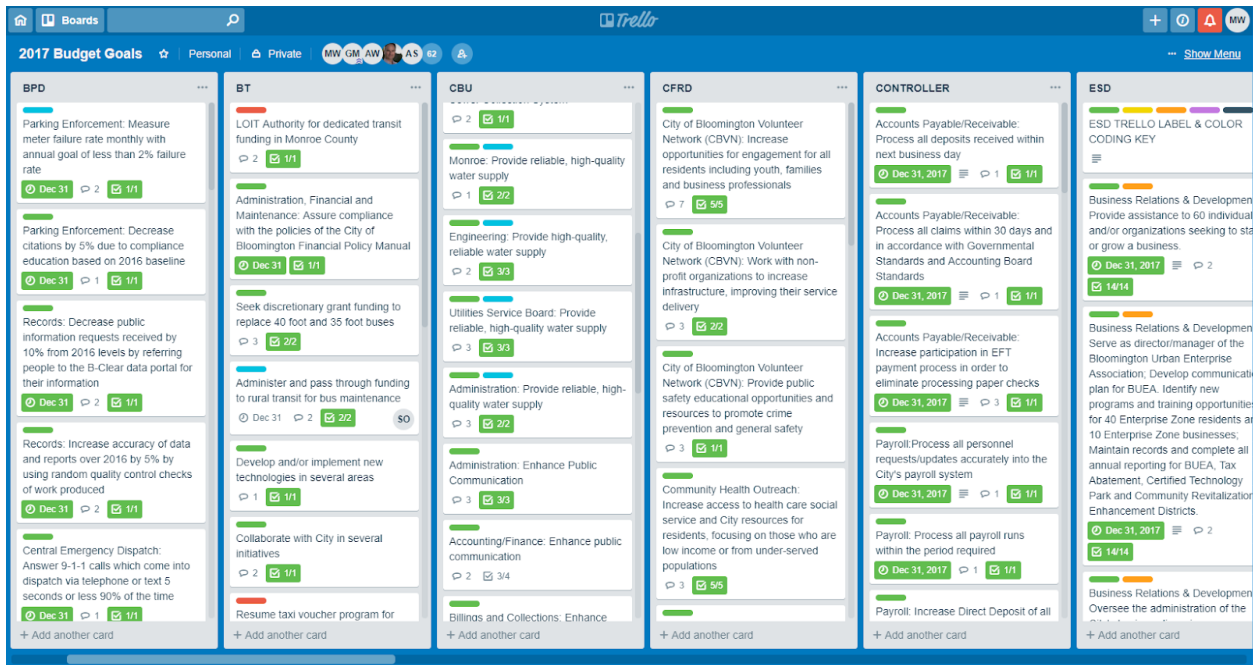 Boards
Trello
MW
2017 Budget Goals
Personal
Private
MW GM AW AS 62
... Show Menu
BPD
Parking Enforcement: Measure
meter failure rate monthly with
annual goal of less than 2% failure
rate
Dec 31 2 1/1
Parking Enforcement: Decrease
citations by 5% due to compliance
education based on 2016 baseline
Dec 31 1 1/1
Records: Decrease public
information requests received by
10% from 2016 levels by referring
people to the B-Clear data portal for
their information
Dec 31 2 1/1
Records: Increase accuracy of data
and reports over 2016 by 5% by
using random quality control checks
of work produced
Dec 31 2 1/1
Central Emergency Dispatch:
Answer 9-1-1 calls which come into
dispatch via telephone or text 5
seconds or less 90% of the time
Dec 31 1 1/1
+ Add another card
BT
LOIT Authority for dedicated transit
funding in Monroe County
2 1/1
Administration, Financial and
Maintenance: Assure compliance
with the policies of the City of
Bloomington Financial Policy Manual
Dec 31 1/1
Seek discretionary grant funding to
replace 40 foot and 35 foot buses
3 2/2
Administer and pass through funding
to rural transit for bus maintenance
Dec 31 2 2/2 SO
Develop and/or implement new
technologies in several areas
1 1/1
Collaborate with City in several
initiatives
2 1/1
Resume taxi voucher program for
+ Add another card
CBU
Sewer Collection System
2 1/1
Monroe: Provide reliable, high-quality
water supply
1 2/2
Engineering: Provide high-quality,
reliable water supply
2 3/3
Utilities Service Board: Provide
reliable, high-quality water supply
3 3/3
Administration: Provide reliable, high-
quality water supply
3 2/2
Administration: Enhance Public
Communication
3 3/3
Accounting/Finance: Enhance public
communication
2 3/4
Billings and Collections: Enhance
+ Add another card
CFRD
City of Bloomington Volunteer
Network (CBVN): Increase
opportunities for engagement for all
residents including youth, families
and business professionals
7 5/5
City of Bloomington Volunteer
Network (CBVN): Work with non-
profit organizations to increase
infrastructure, improving their service
delivery
3 2/2
City of Bloomington Volunteer
Network (CBVN): Provide public
safety educational opportunities and
resources to promote crime
prevention and general safety
3 1/1
Community Health Outreach:
Increase access to health care social
service and City resources for
residents, focusing on those who are
low income or from under-served
populations
3 5/5
+ Add another card
CONTROLLER
Accounts Payable/Receivable:
Process all deposits received within
next business day
Dec 31, 2017 1 1/1
Accounts Payable/Receivable:
Process all claims within 30 days and
in accordance with Governmental
Standards and Accounting Board
Standards
Dec 31, 2017 1 1/1
Accounts Payable/Receivable:
Increase participation in EFT
payment process in order to
eliminate processing paper checks
Dec 31, 2017 3 1/1
Payroll:Process all personnel
requests/updates accurately into the
City's payroll system
Dec 31, 2017 1 1/1
Payroll: Process all payroll runs
within the period required
Dec 31, 2017 1 1/1
Payroll: Increase Direct Deposit of all
+ Add another card
ESD
ESD TRELLO LABEL & COLOR
CODING KEY
Business Relations & Developmen
Provide assistance to 60 individual
and/or organizations seeking to sta
or grow a business.
Dec 31, 2017 2
14/14
Business Relations & Developmen
Serve as director/manager of the
Bloomington Urban Enterprise
Association; Develop communicati
plan for BUEA. Identify new
programs and training opportunities
for 40 Enterprise Zone residents a
10 Enterprise Zone businesses;
Maintain records and complete all
annual reporting for BUEA, Tax
Abatement, Certified Technology
Park and Community Revitalization
Enhancement Districts.
Dec 31, 2017 2
14/14
Business Relations & Developmen
Oversee the administration of the
+ Add another card